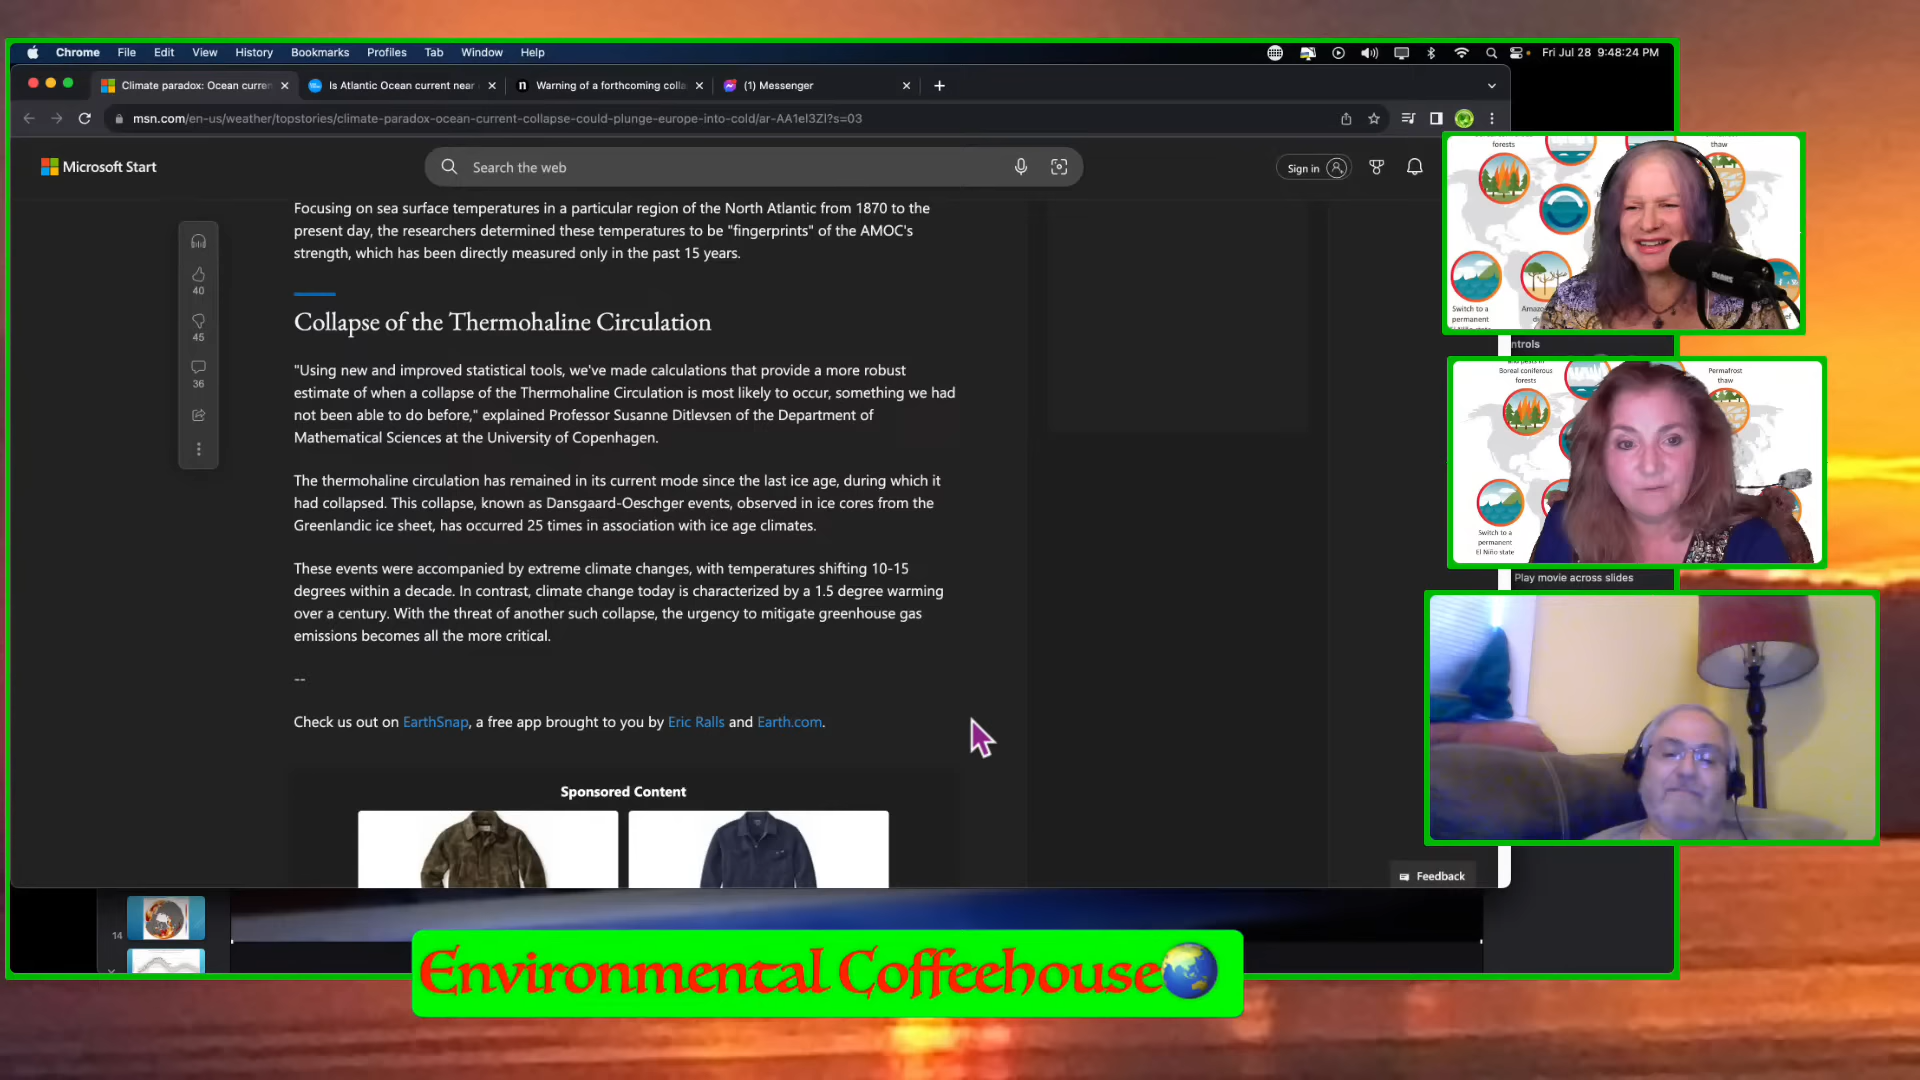 Chrome File Edit View History Bookmarks Profiles Tab Window Help
Fri Jul 28 9:48:24 PM
Climate paradox: Ocean curren
Is Atlantic Ocean current near
n Warning of a forthcoming colla
(1) Messenger
msn.com/en-us/weather/topstories/climate-paradox-ocean-current-collapse-could-plunge-europe-into-cold/ar-AA1eI3ZI?s=03
Microsoft Start
Search the web
Sign in
Focusing on sea surface temperatures in a particular region of the North Atlantic from 1870 to the
present day, the researchers determined these temperatures to be "fingerprints" of the AMOC's
strength, which has been directly measured only in the past 15 years.
40
45
36
Collapse of the Thermohaline Circulation
"Using new and improved statistical tools, we've made calculations that provide a more robust
estimate of when a collapse of the Thermohaline Circulation is most likely to occur, something we had
not been able to do before," explained Professor Susanne Ditlevsen of the Department of
Mathematical Sciences at the University of Copenhagen.
The thermohaline circulation has remained in its current mode since the last ice age, during which it
had collapsed. This collapse, known as Dansgaard-Oeschger events, observed in ice cores from the
Greenlandic ice sheet, has occurred 25 times in association with ice age climates.
These events were accompanied by extreme climate changes, with temperatures shifting 10-15
degrees within a decade. In contrast, climate change today is characterized by a 1.5 degree warming
over a century. With the threat of another such collapse, the urgency to mitigate greenhouse gas
emissions becomes all the more critical.
--
Check us out on EarthSnap, a free app brought to you by Eric Ralls and Earth.com.
Sponsored Content
Feedback
14
forests
thaw
Switch to a
permanent
ntrols
Boreal coniferous
forests
Permafrost
thaw
Switch to a
permanent
El Niño state
Play movie across slides
Environmental Coffeehouse